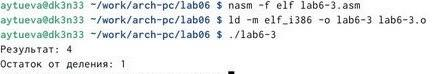 aytueva@dk3n33 ~/work/arch-pc/lab06 $ nasm -f elf lab6-3.asm
aytueva@dk3n33 ~/work/arch-pc/lab06 $ ld -m elf_i386 -o lab6-3 lab6-3.o
aytueva@dk3n33 ~/work/arch-pc/lab06 $ ./lab6-3
Результат: 4
Остаток от деления: 1